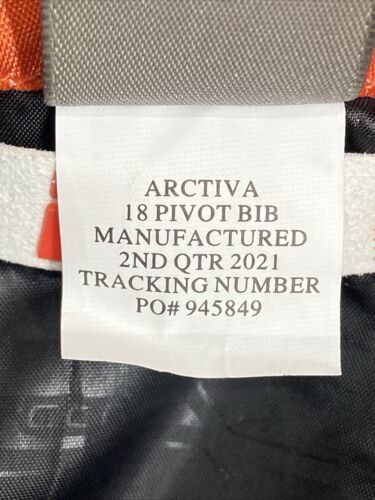 ARCTIVA
18 PIVOT BIB
MANUFACTURED
2ND QTR 2021
TRACKING NUMBER
PO# 945849